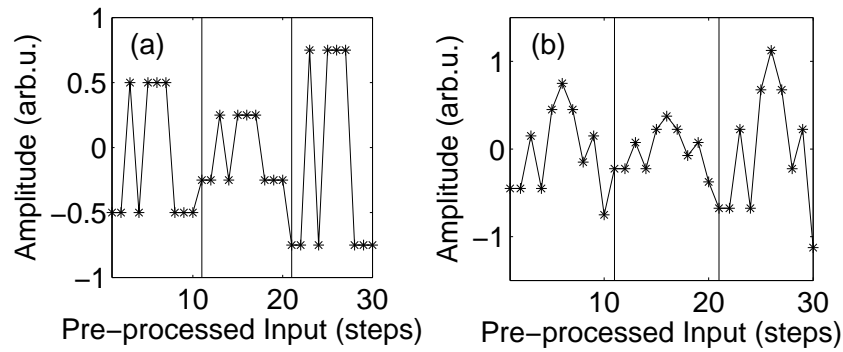 (a)
1
0.5
0
−0.5
−1
Amplitude (arb.u.)
10
20
30
Pre−processed Input (steps)
(b)
1
0
−1
Amplitude (arb.u.)
10
20
30
Pre−processed Input (steps)